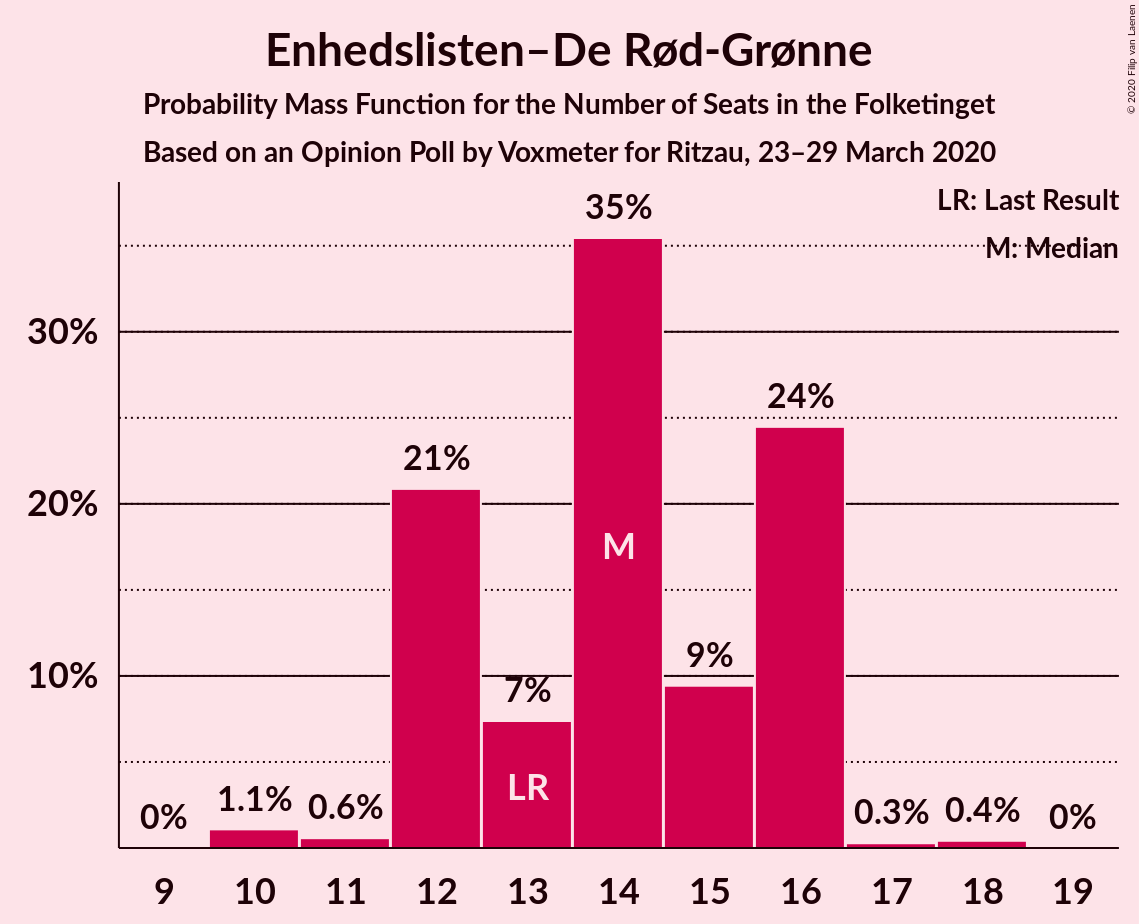 Enhedslisten–De Rød-Grønne
Probability Mass Function for the Number of Seats in the Folketinget
Based on an Opinion Poll by Voxmeter for Ritzau, 23–29 March 2020
© 2020 Filip van Laenen
LR: Last Result
M: Median
35%
30%
24%
21%
20%
M
9%
10%
7%
LR
0%
1.1%
0.6%
0.3%
0.4%
0%
9 10 11 12 13 14 15 16 17 18 19